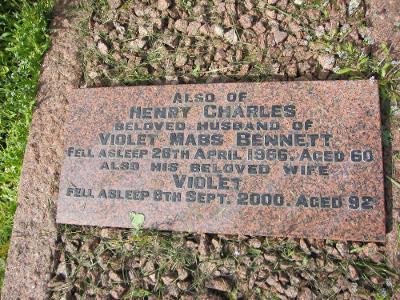 ALSO OF
HENRY CHARLES
BELOVED HUSBAND OF
VIOLET MABS BENNETT
FELL ASLEEP 26TH APRIL 1966, AGED 60
ALSO HIS BELOVED WIFE
VIOLET
FELL ASLEEP 8TH SEPT. 2000. AGED 92.